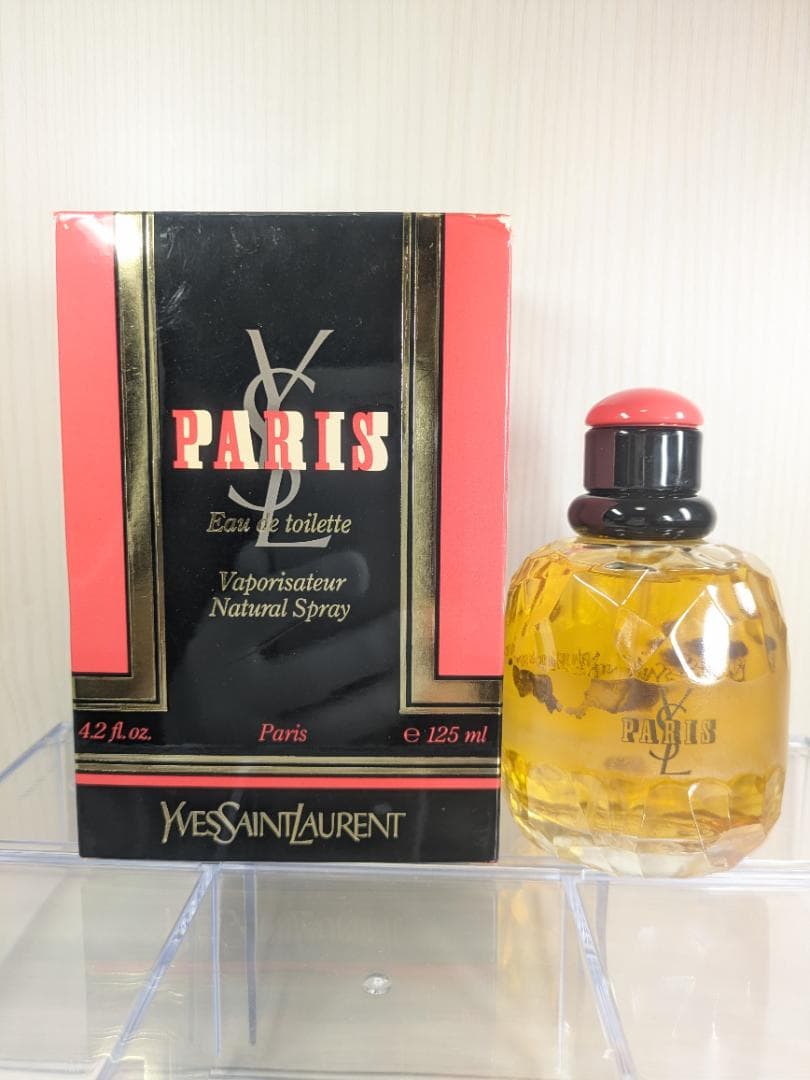 YSL
PARIS
Eau de toilette
Vaporisateur
Natural Spray
4.2 fl.oz.
Paris
℮ 125 ml
YVESSAINTLAURENT
YSL
PARIS